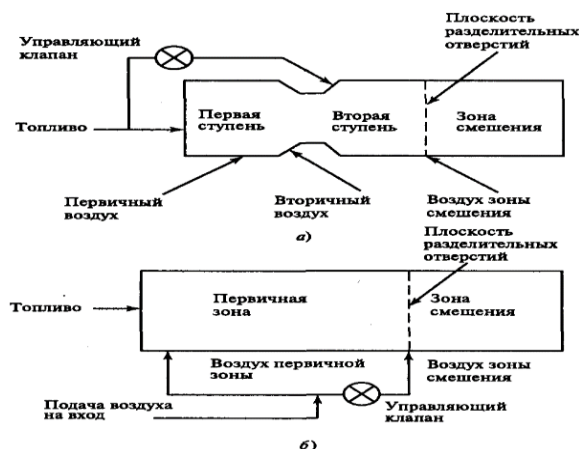 Плоскость
разделительных
отверстий
Управляющий
клапан
Первая
ступень
Вторая
ступень
Зона
смешения
Топливо
Первичный
воздух
Вторичный
воздух
Воздух зоны
смешения
а)
Плоскость
разделительных
отверстий
Топливо
Первичная
зона
Зона
смешения
Воздух первичной
зоны
Воздух зоны
смешения
Подача воздуха
на вход
Управляющий
клапан
б)